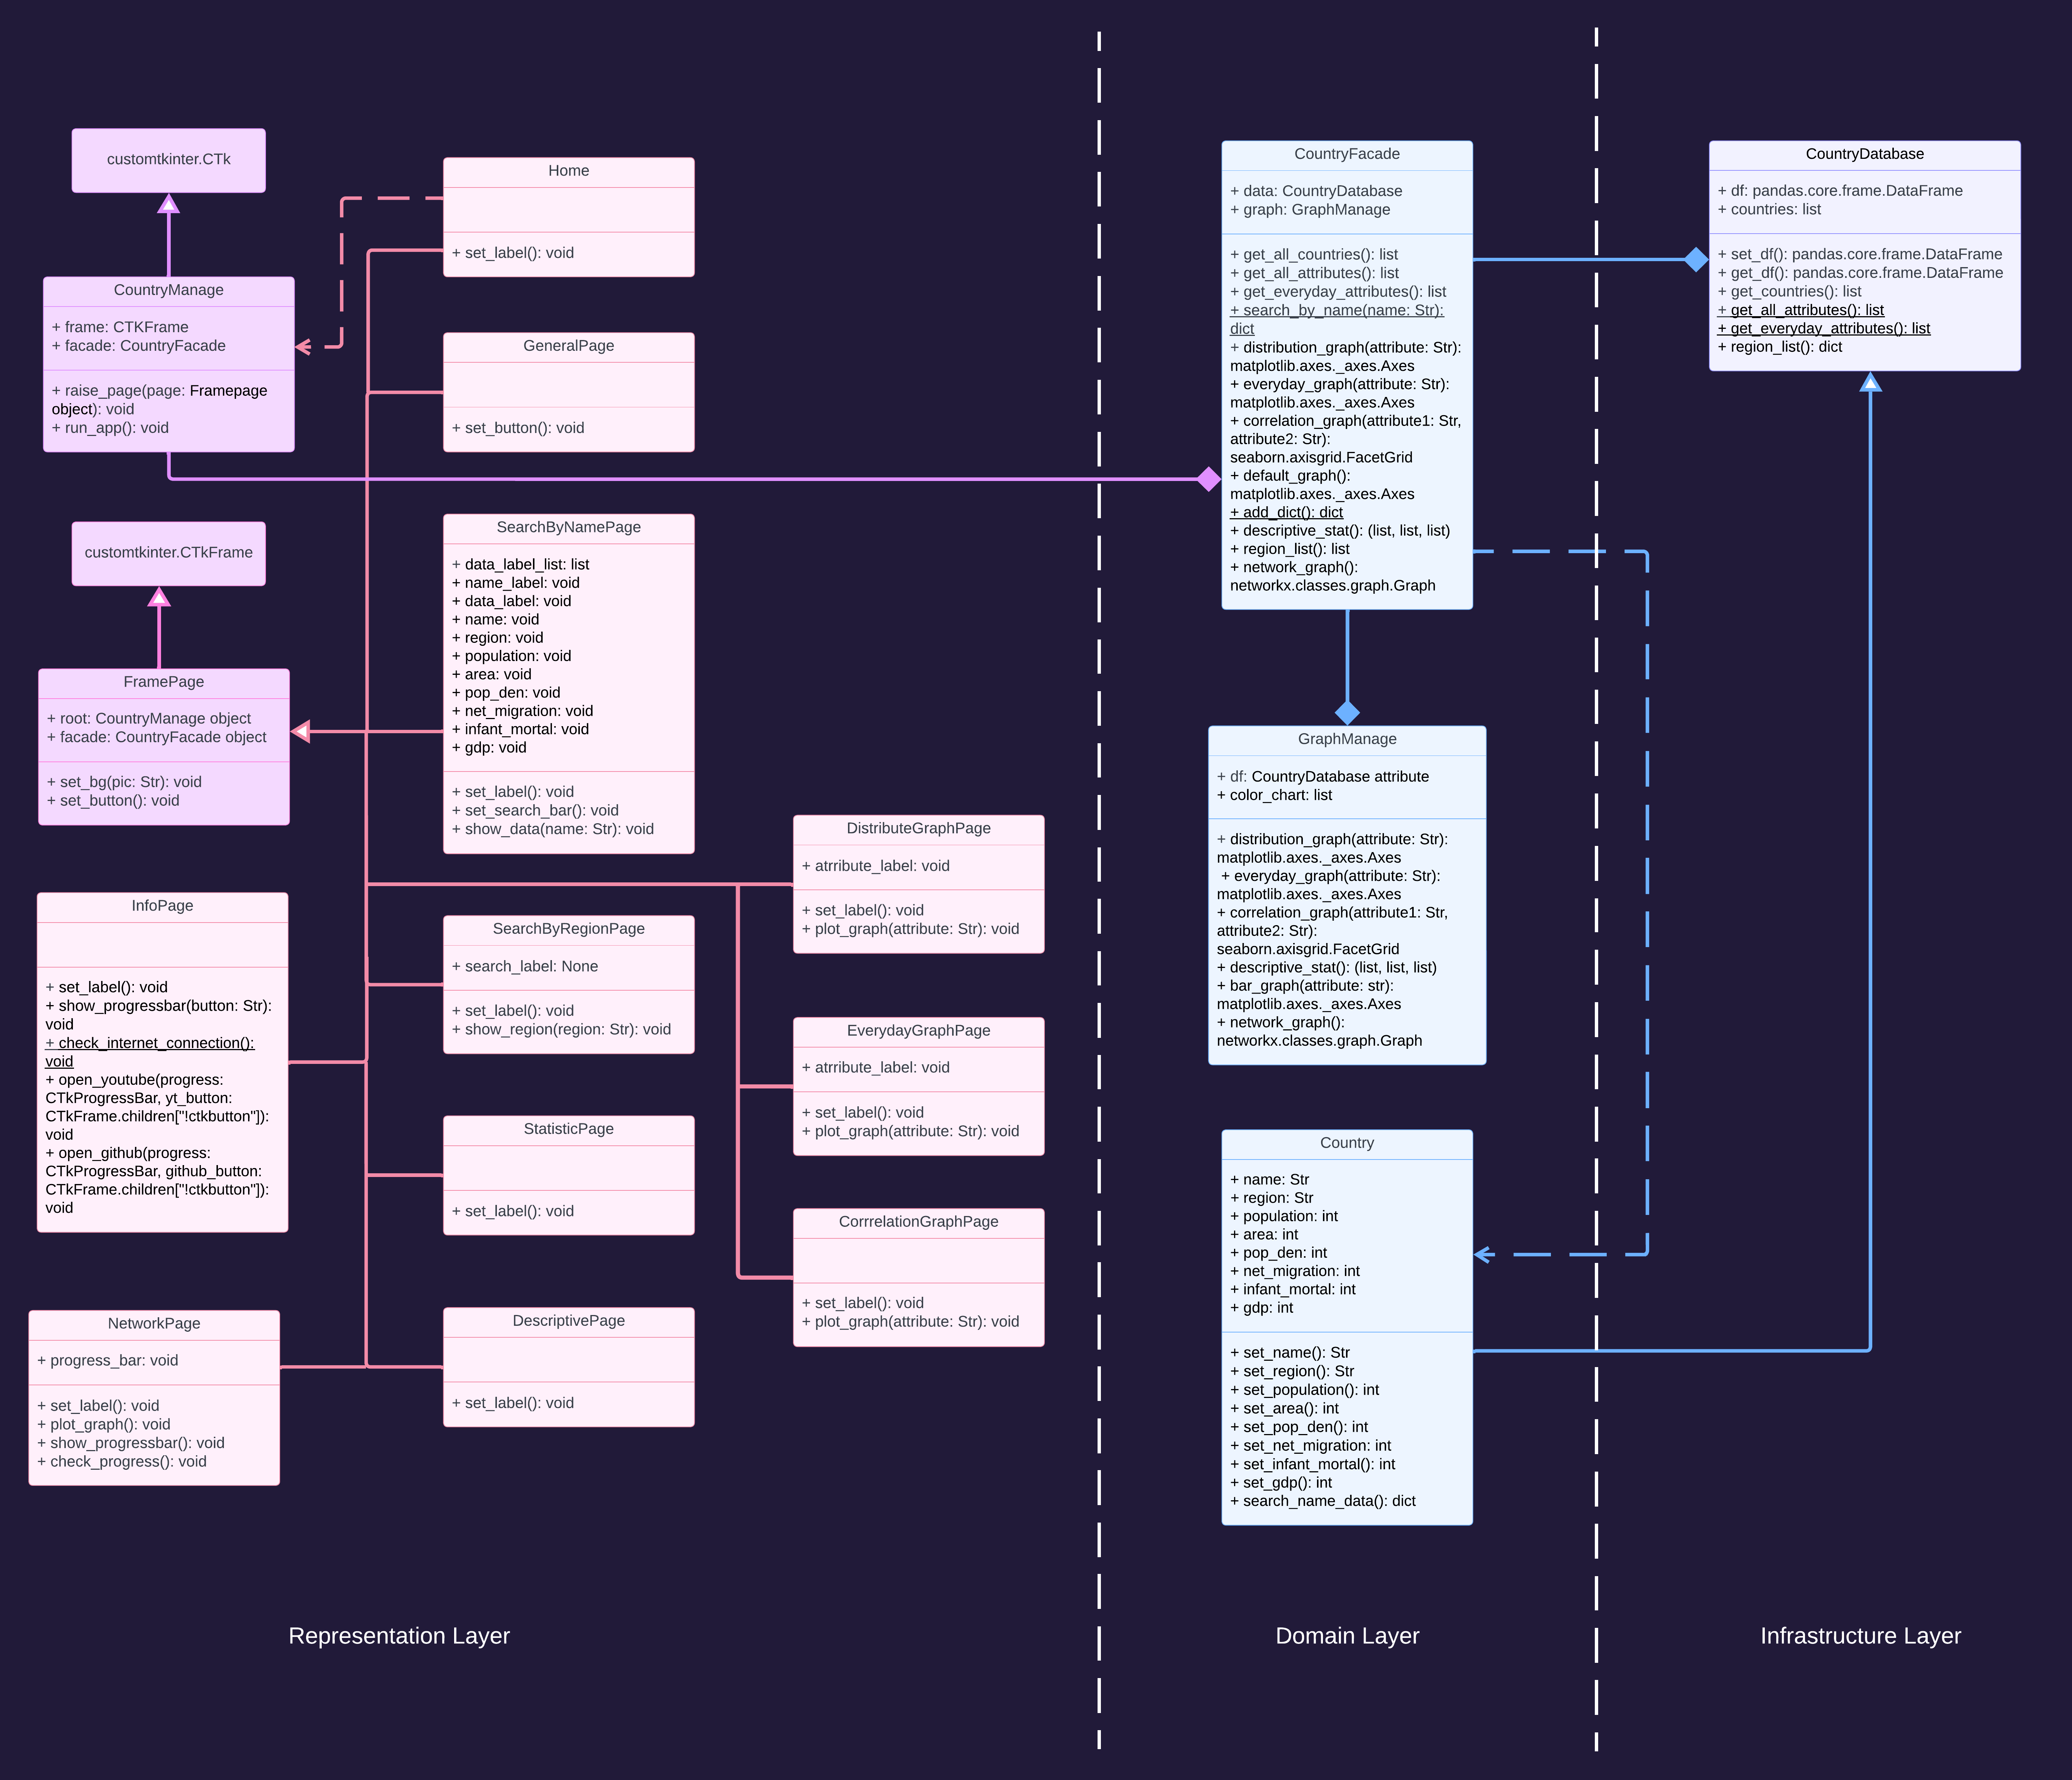 customtkinter.CTk
CountryManage
+ frame: CTKFrame
+ facade: CountryFacade
+ raise_page(page: Framepage
object): void
+ run_app(): void
customtkinter.CTkFrame
FramePage
+ root: CountryManage object
+ facade: CountryFacade object
+ set_bg(pic: Str): void
+ set_button(): void
InfoPage
+ set_label(): void
+ show_progressbar(button: Str):
void
+ check_internet_connection():
void
+ open_youtube(progress:
CTkProgressBar, yt_button:
CTkFrame.children["!ctkbutton"]):
void
+ open_github(progress:
CTkProgressBar, github_button:
CTkFrame.children["!ctkbutton"]):
void
NetworkPage
+ progress_bar: void
+ set_label(): void
+ plot_graph(): void
+ show_progressbar(): void
+ check_progress(): void
Home
+ set_label(): void
GeneralPage
+ set_button(): void
SearchByNamePage
+ data_label_list: list
+ name_label: void
+ data_label: void
+ name: void
+ region: void
+ population: void
+ area: void
+ pop_den: void
+ net_migration: void
+ infant_mortal: void
+ gdp: void
+ set_label(): void
+ set_search_bar(): void
+ show_data(name: Str): void
SearchByRegionPage
+ search_label: None
+ set_label(): void
+ show_region(region: Str): void
StatisticPage
+ set_label(): void
DescriptivePage
+ set_label(): void
DistributeGraphPage
+ atrribute_label: void
+ set_label(): void
+ plot_graph(attribute: Str): void
EverydayGraphPage
+ atrribute_label: void
+ set_label(): void
+ plot_graph(attribute: Str): void
CorrrelationGraphPage
+ set_label(): void
+ plot_graph(attribute: Str): void
Representation Layer
CountryFacade
+ data: CountryDatabase
+ graph: GraphManage
+ get_all_countries(): list
+ get_all_attributes(): list
+ get_everyday_attributes(): list
+ search_by_name(name: Str):
dict
+ distribution_graph(attribute: Str):
matplotlib.axes._axes.Axes
+ everyday_graph(attribute: Str):
matplotlib.axes._axes.Axes
+ correlation_graph(attribute1: Str,
attribute2: Str):
seaborn.axisgrid.FacetGrid
+ default_graph():
matplotlib.axes._axes.Axes
+ add_dict(): dict
+ descriptive_stat(): (list, list, list)
+ region_list(): list
+ network_graph():
networkx.classes.graph.Graph
GraphManage
+ df: CountryDatabase attribute
+ color_chart: list
+ distribution_graph(attribute: Str):
matplotlib.axes._axes.Axes
+ everyday_graph(attribute: Str):
matplotlib.axes._axes.Axes
+ correlation_graph(attribute1: Str,
attribute2: Str):
seaborn.axisgrid.FacetGrid
+ descriptive_stat(): (list, list, list)
+ bar_graph(attribute: str):
matplotlib.axes._axes.Axes
+ network_graph():
networkx.classes.graph.Graph
Country
+ name: Str
+ region: Str
+ population: int
+ area: int
+ pop_den: int
+ net_migration: int
+ infant_mortal: int
+ gdp: int
+ set_name(): Str
+ set_region(): Str
+ set_population(): int
+ set_area(): int
+ set_pop_den(): int
+ set_net_migration: int
+ set_infant_mortal(): int
+ set_gdp(): int
+ search_name_data(): dict
Domain Layer
CountryDatabase
+ df: pandas.core.frame.DataFrame
+ countries: list
+ set_df(): pandas.core.frame.DataFrame
+ get_df(): pandas.core.frame.DataFrame
+ get_countries(): list
+ get_all_attributes(): list
+ get_everyday_attributes(): list
+ region_list(): dict
Infrastructure Layer